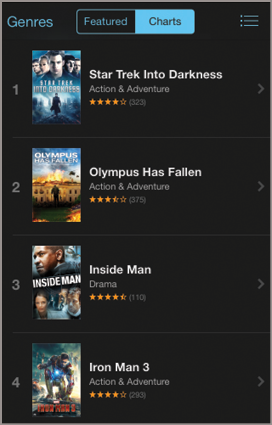 Genres
Featured
Charts
1
STAR TREK
INTO DARKNESS
Star Trek Into Darkness
Action & Adventure
★★★★☆ (323)
2
OLYMPUS
HAS FALLEN
Olympus Has Fallen
Action & Adventure
(375)
3
INSIDE MAN
Inside Man
Drama
(110)
4
IRON MAN 3
Iron Man 3
Action & Adventure
★★★★☆ (293)